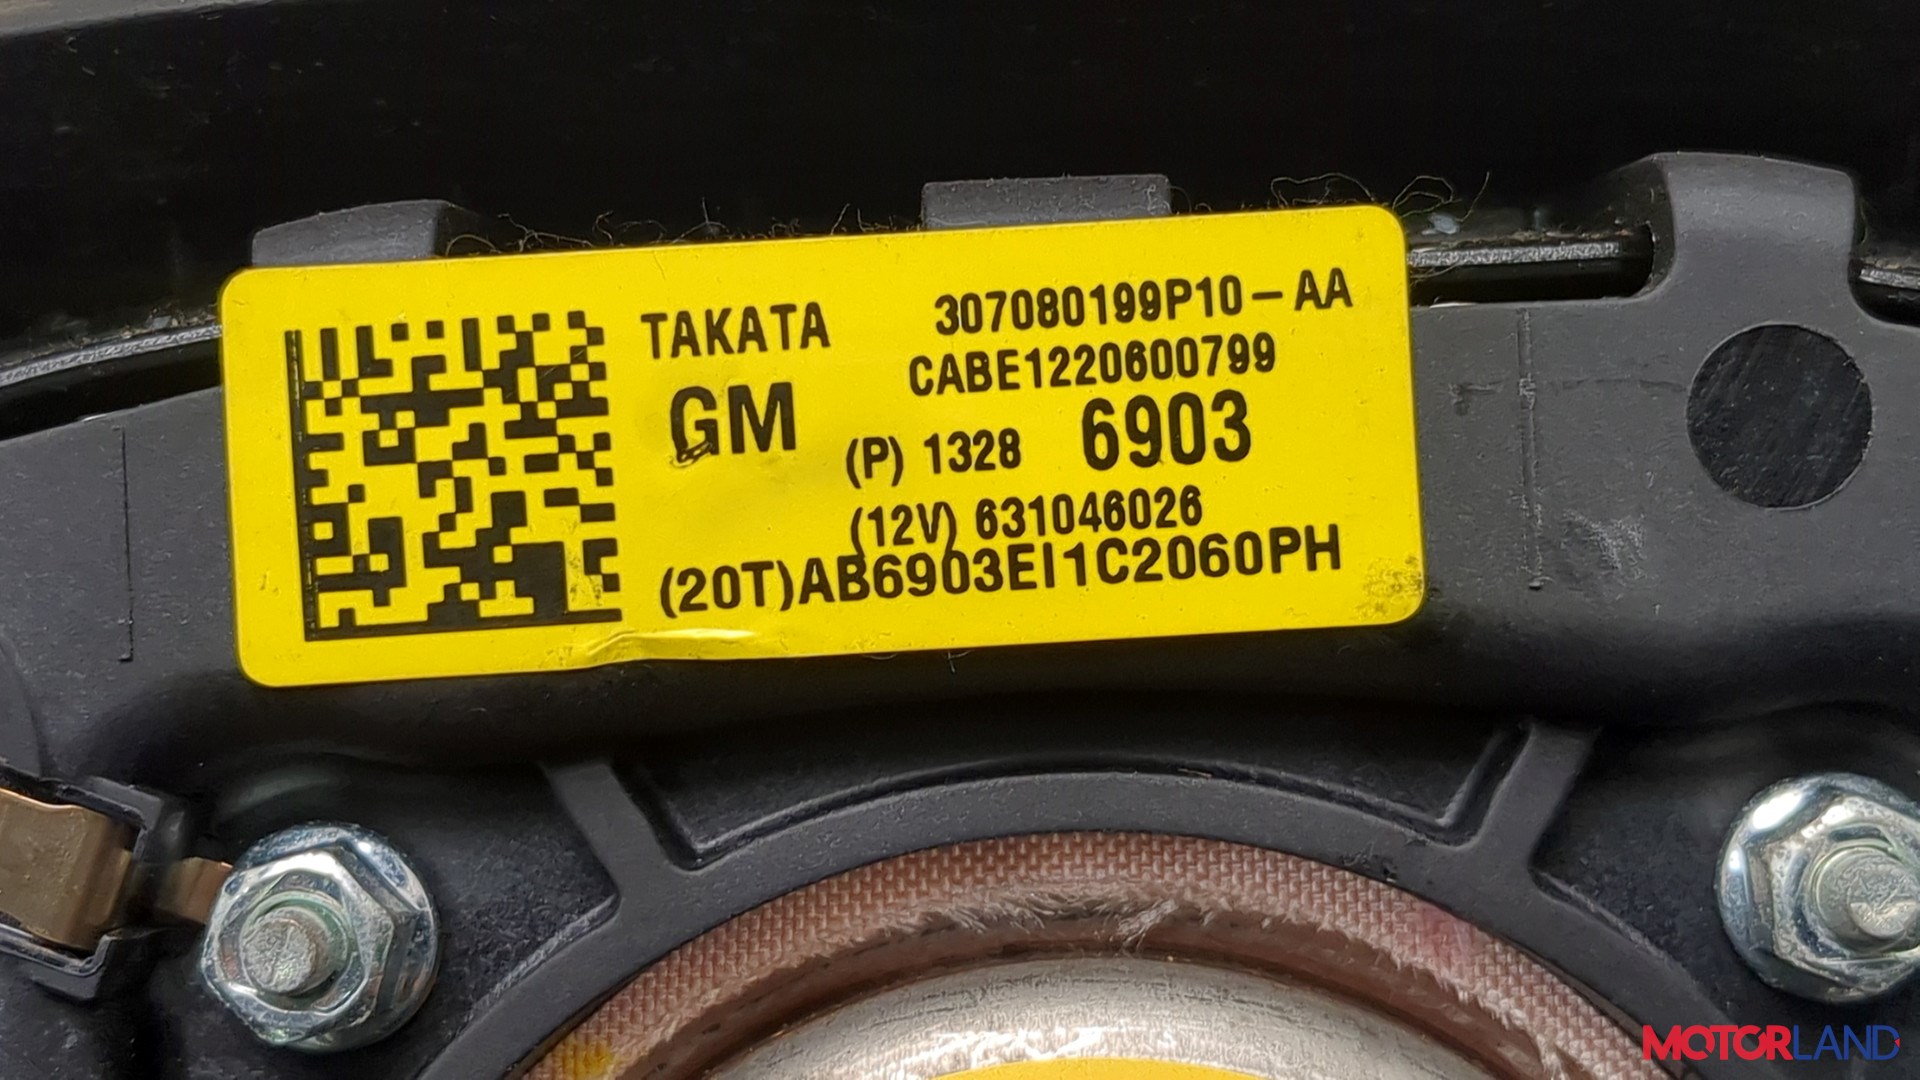 TAKATA 307080199P10-AA
CABE1220600799
GM (P) 1328 6903
(12V) 631046026
(20T)AB6903EI1C2060PH
MOTORLAND